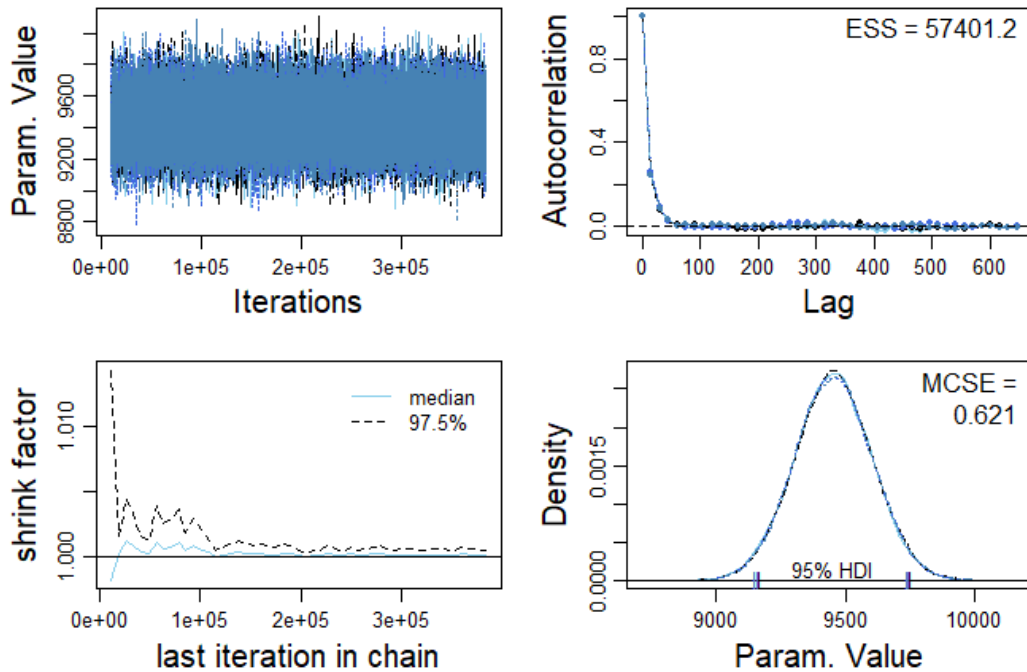 Param. Value
8800 9200 9600
0e+00 1e+05 2e+05 3e+05
Iterations
Autocorrelation
0.0 0.4 0.8
ESS = 57401.2
0 100 200 300 400 500 600
Lag
shrink factor
1.000 1.010
median
97.5%
0e+00 1e+05 2e+05 3e+05
last iteration in chain
Density
0.0000 0.0015
MCSE =
0.621
95% HDI
9000 9500 10000
Param. Value